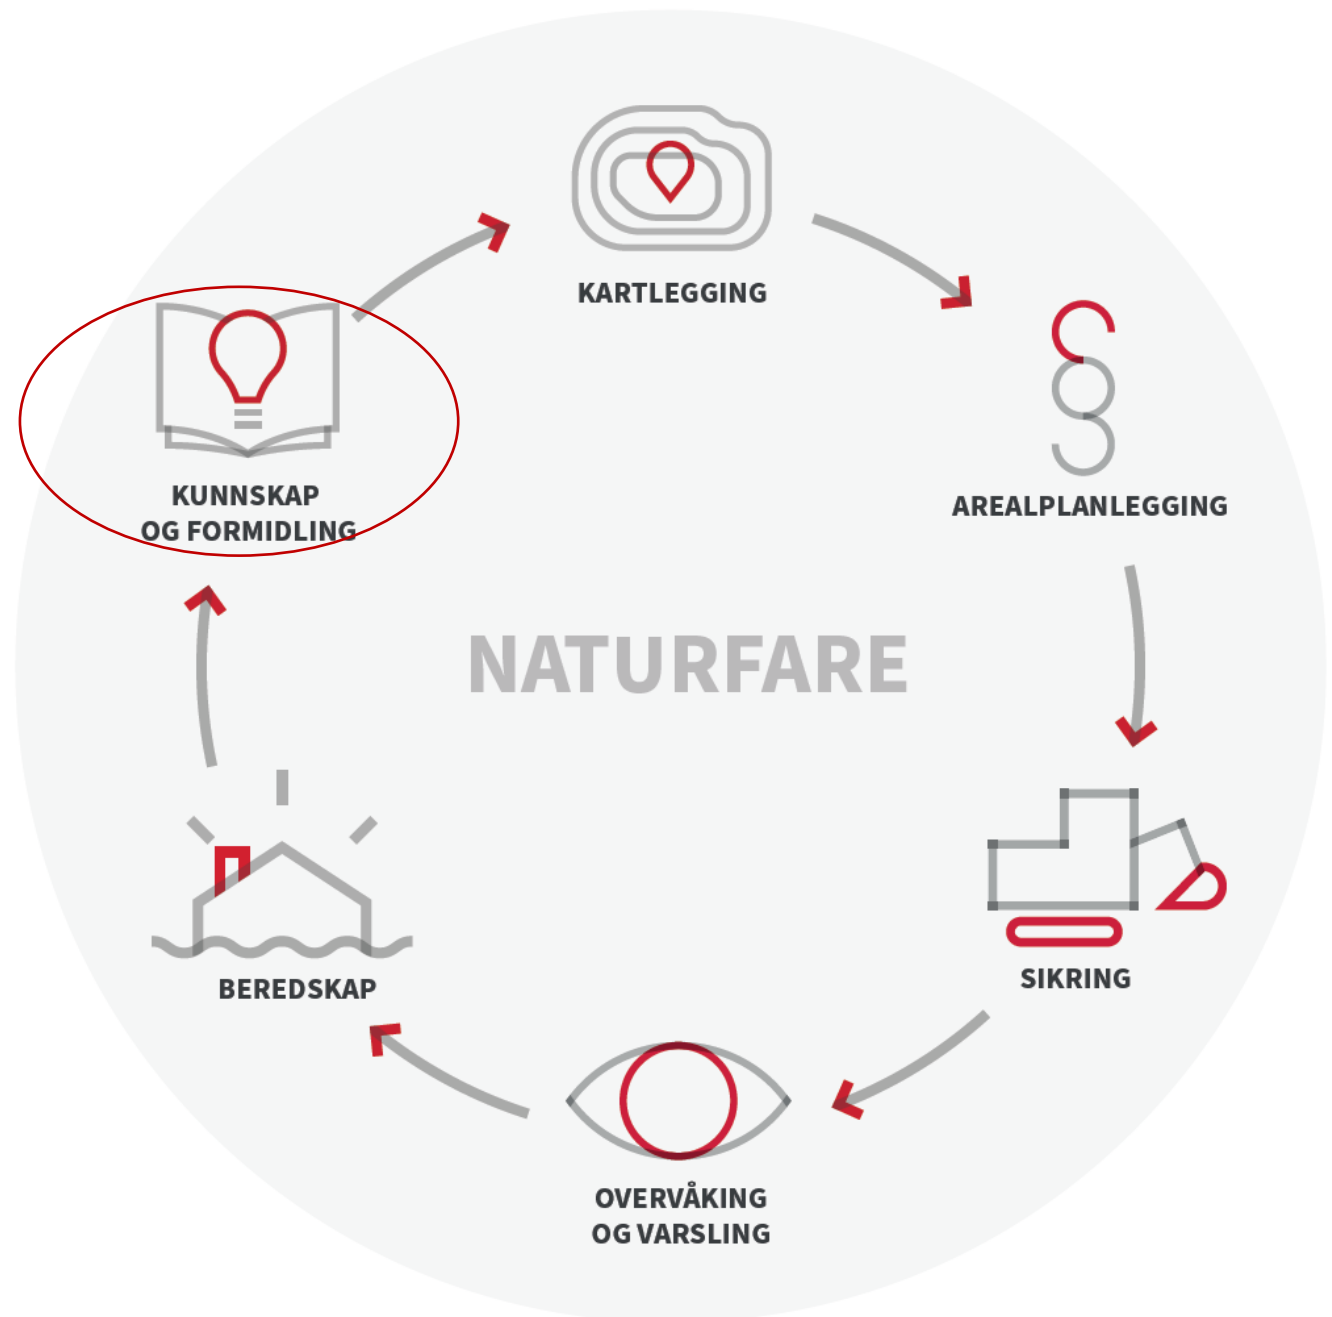 KARTLEGGING
AREALPLANLEGGING
SIKRING
OVERVÅKING
OG VARSLING
BEREDSKAP
KUNNSKAP
OG FORMIDLING
NATURFARE